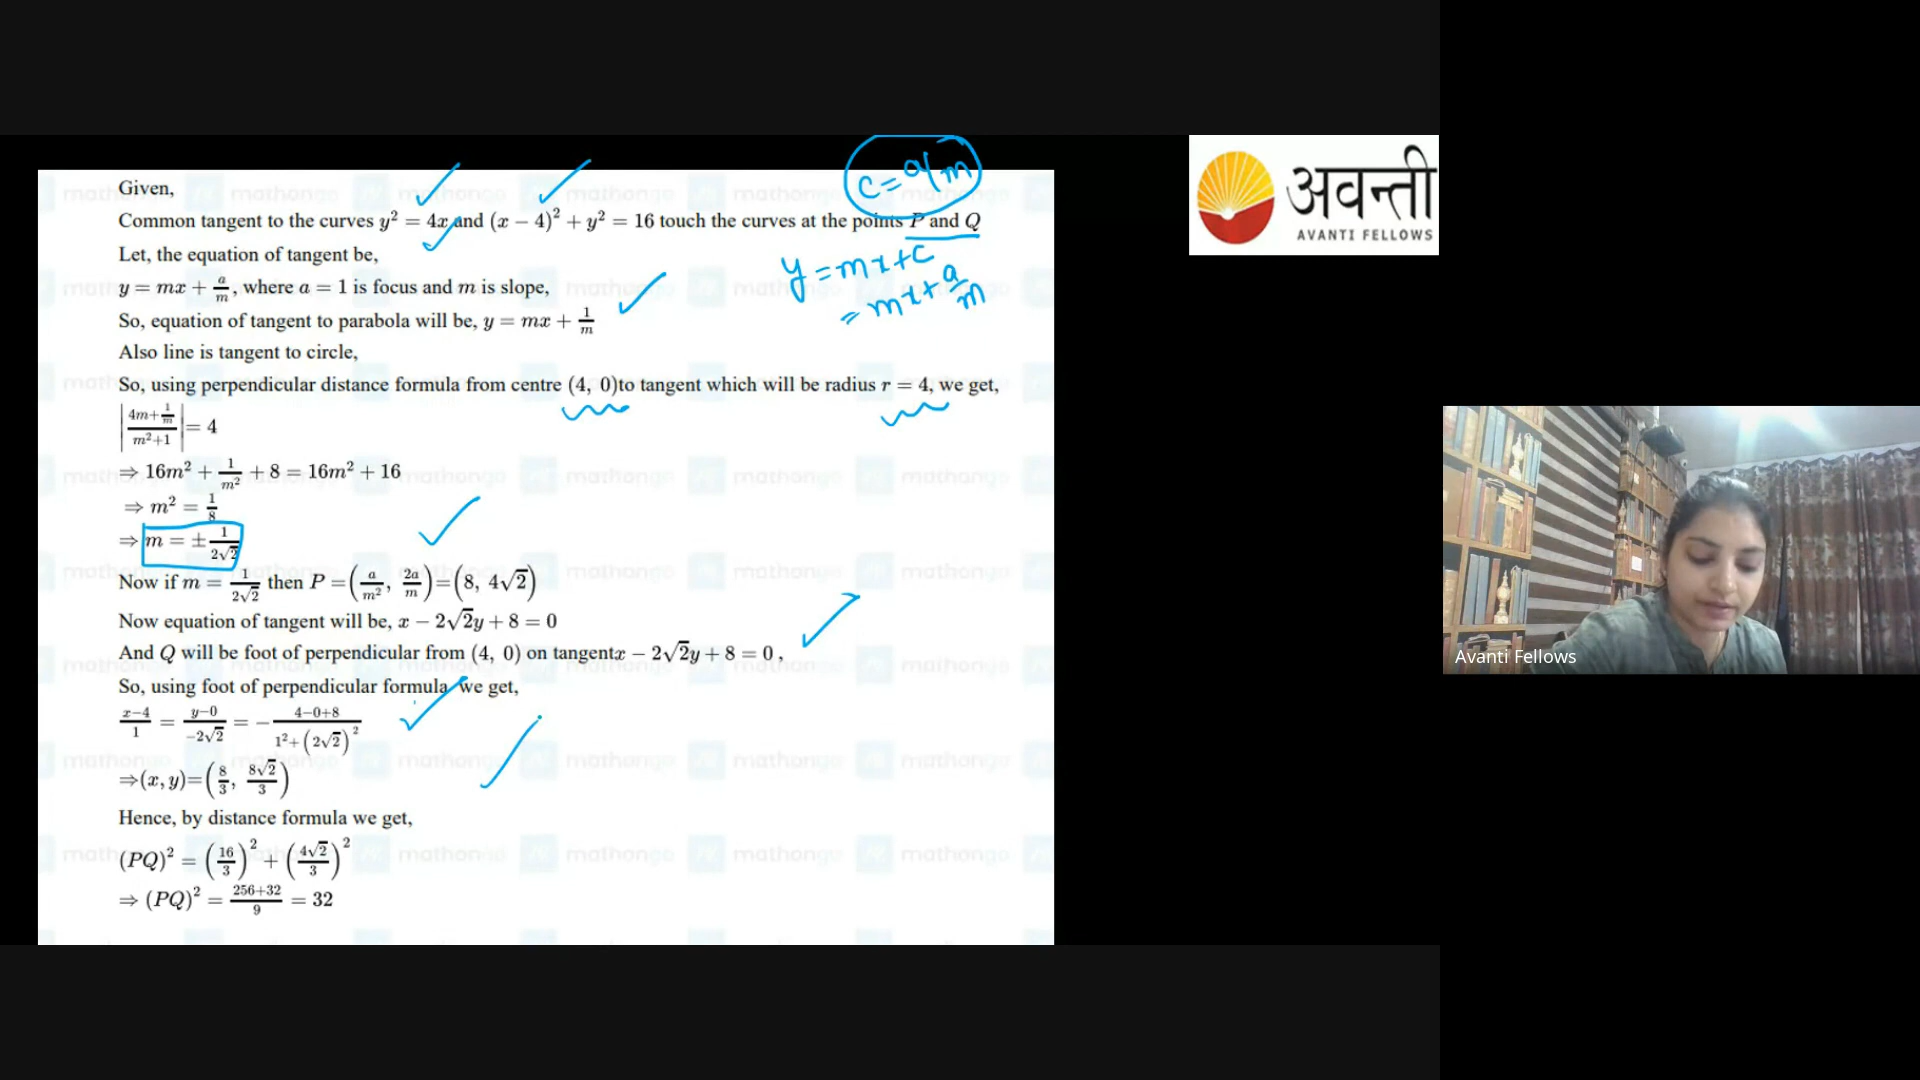 Given,
Common tangent to the curves y² = 4x and (x − 4)² + y² = 16 touch the curves at the points P and Q
Let, the equation of tangent be,
y = mx + a/m, where a = 1 is focus and m is slope,
So, equation of tangent to parabola will be, y = mx + 1/m
Also line is tangent to circle,
So, using perpendicular distance formula from centre (4, 0)to tangent which will be radius r = 4, we get,
|(4m + 1/m)/(m²+1)| = 4
⇒ 16m² + 1/m² + 8 = 16m² + 16
⇒ m² = 1/8
⇒ m = ± 1/(2√2)
Now if m = 1/(2√2) then P =(a/m², 2a/m)=(8, 4√2)
Now equation of tangent will be, x − 2√2y + 8 = 0
And Q will be foot of perpendicular from (4, 0) on tangentx − 2√2y + 8 = 0 ,
So, using foot of perpendicular formula, we get,
(x−4)/1 = (y−0)/(−2√2) = −(4−0+8)/(1²+(2√2)²)
⇒(x, y)=(8/3, 8√2/3)
Hence, by distance formula we get,
(PQ)² = (16/3)² + (4√2/3)²
⇒ (PQ)² = (256+32)/9 = 32
c = a/m
y = mx + c
= mx + a/m
mathongo
अवन्ती
AVANTI FELLOWS
Avanti Fellows